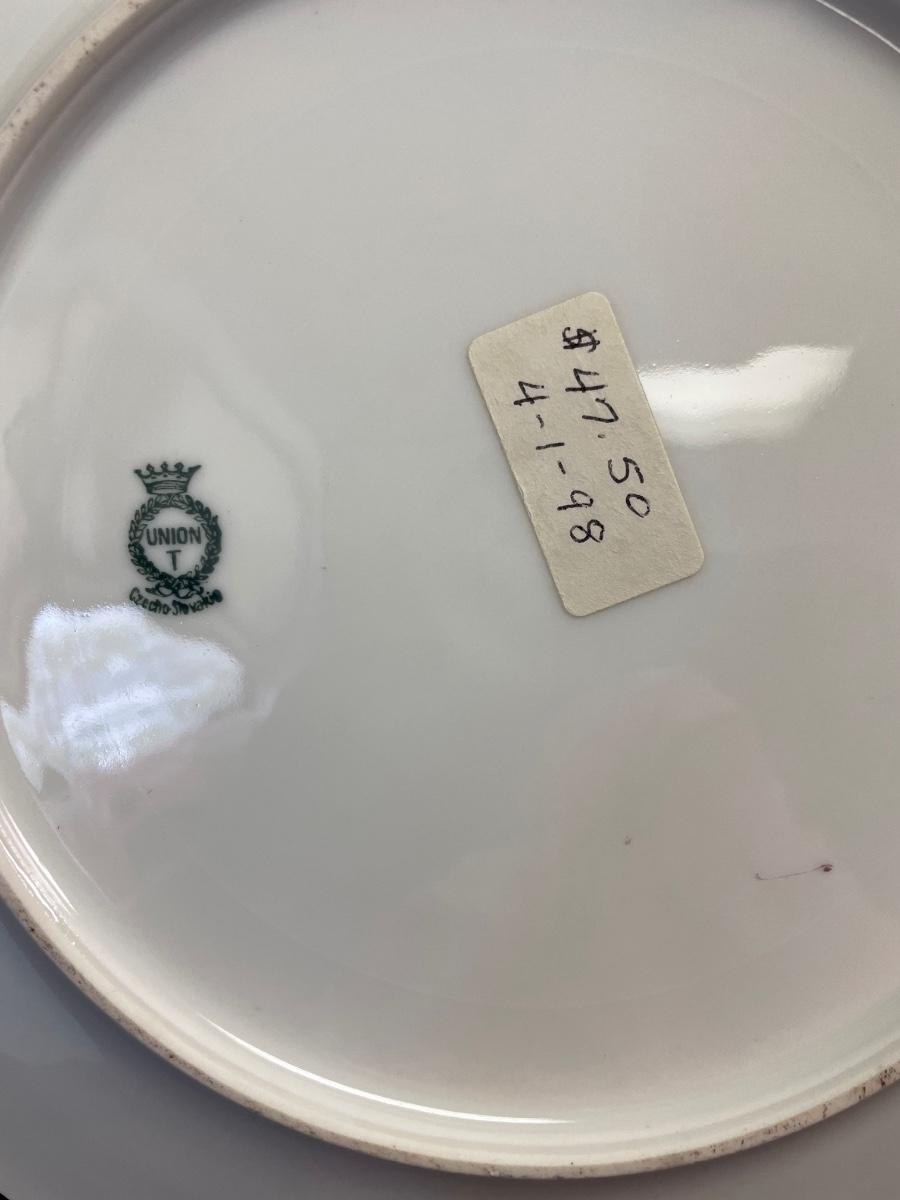 UNION
T
Czecho-Slovakia
$47.50
4-1-98